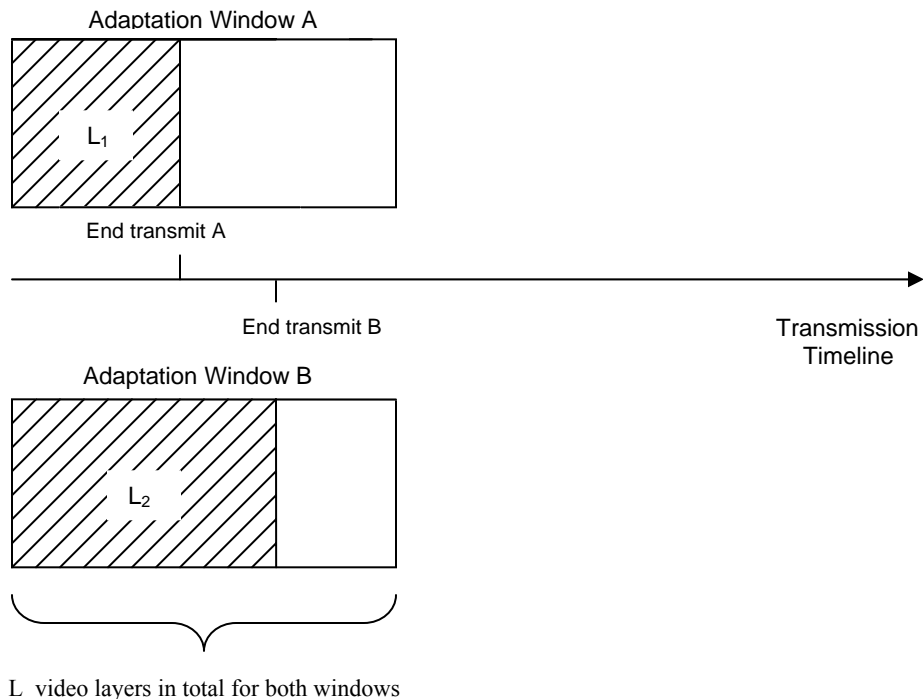 Adaptation Window A
L₁
End transmit A
End transmit B
Transmission
Timeline
Adaptation Window B
L₂
L video layers in total for both windows